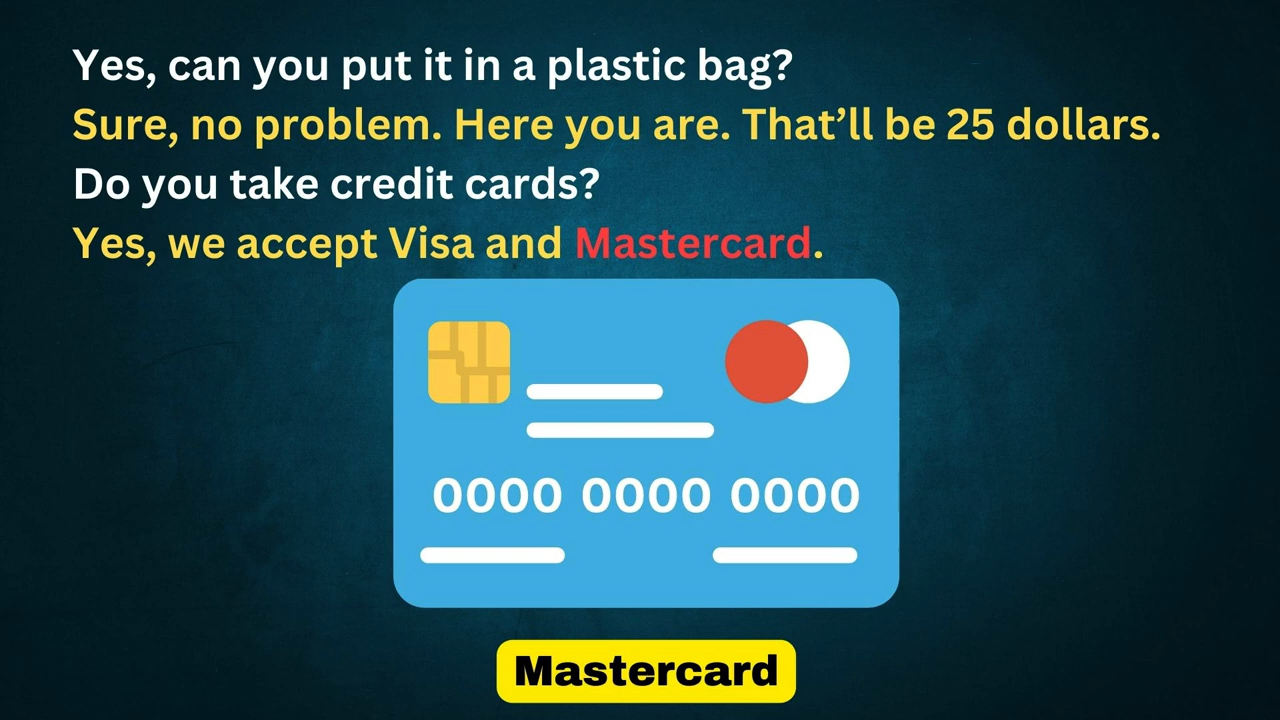 Yes, can you put it in a plastic bag?
Sure, no problem. Here you are. That’ll be 25 dollars.
Do you take credit cards?
Yes, we accept Visa and Mastercard.
0000 0000 0000
Mastercard